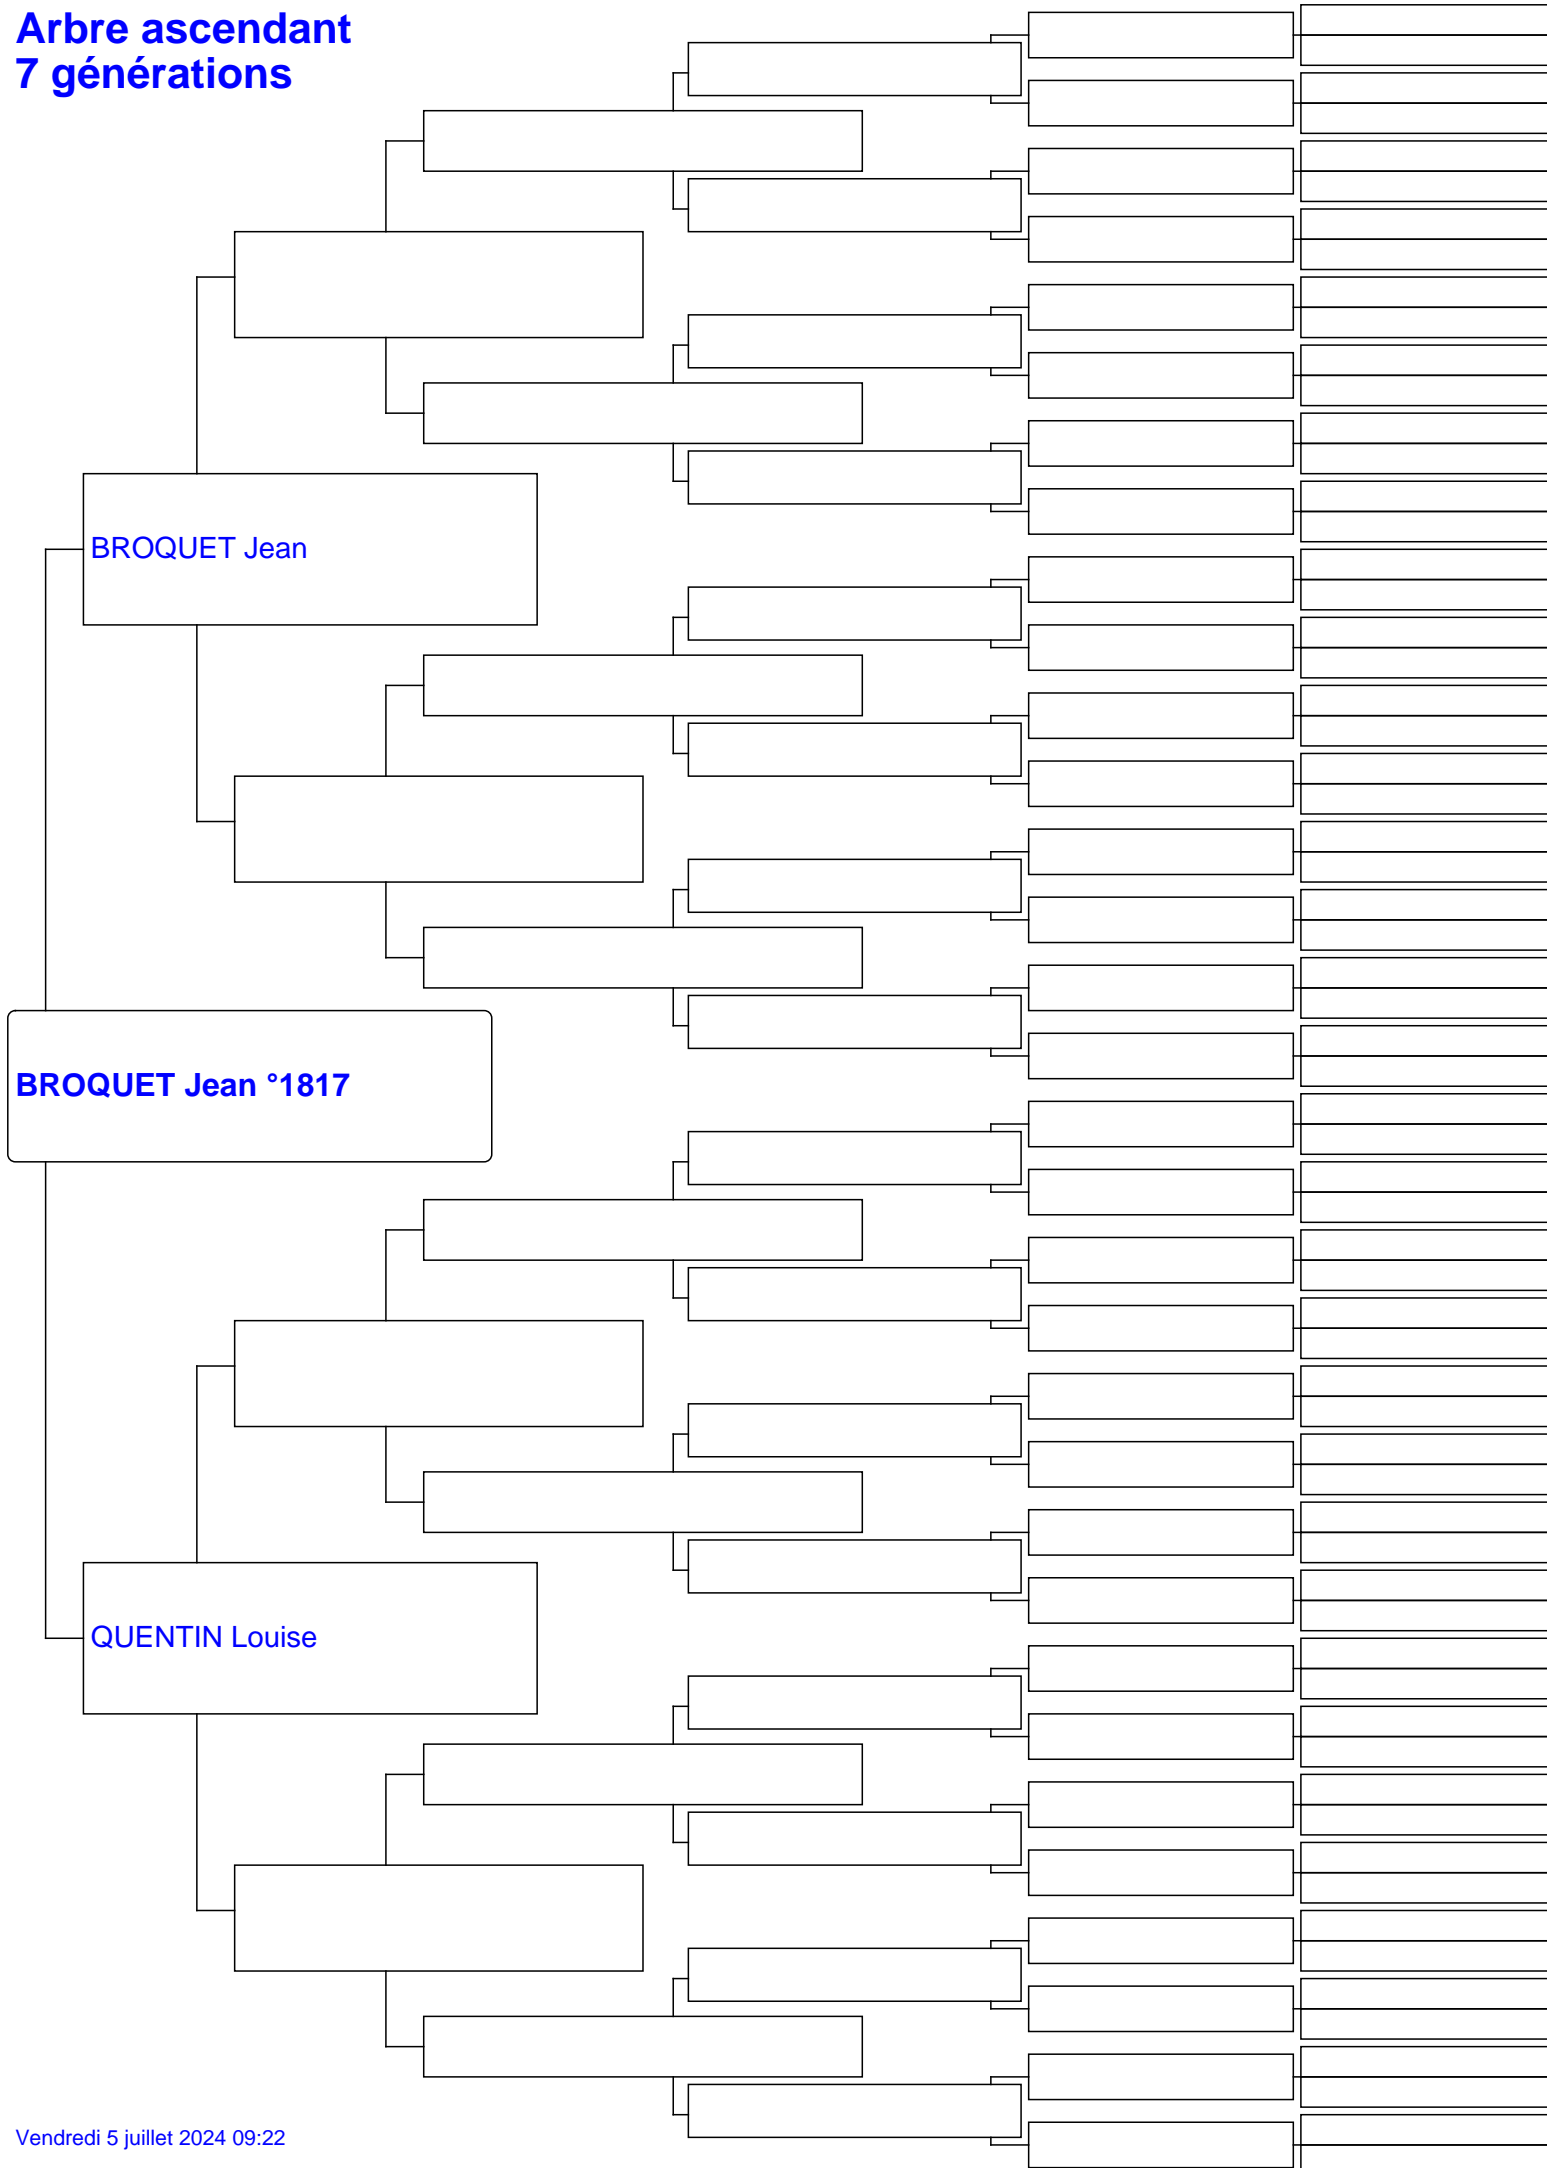 Arbre ascendant
7 générations
BROQUET Jean
BROQUET Jean °1817
QUENTIN Louise
Vendredi 5 juillet 2024 09:22